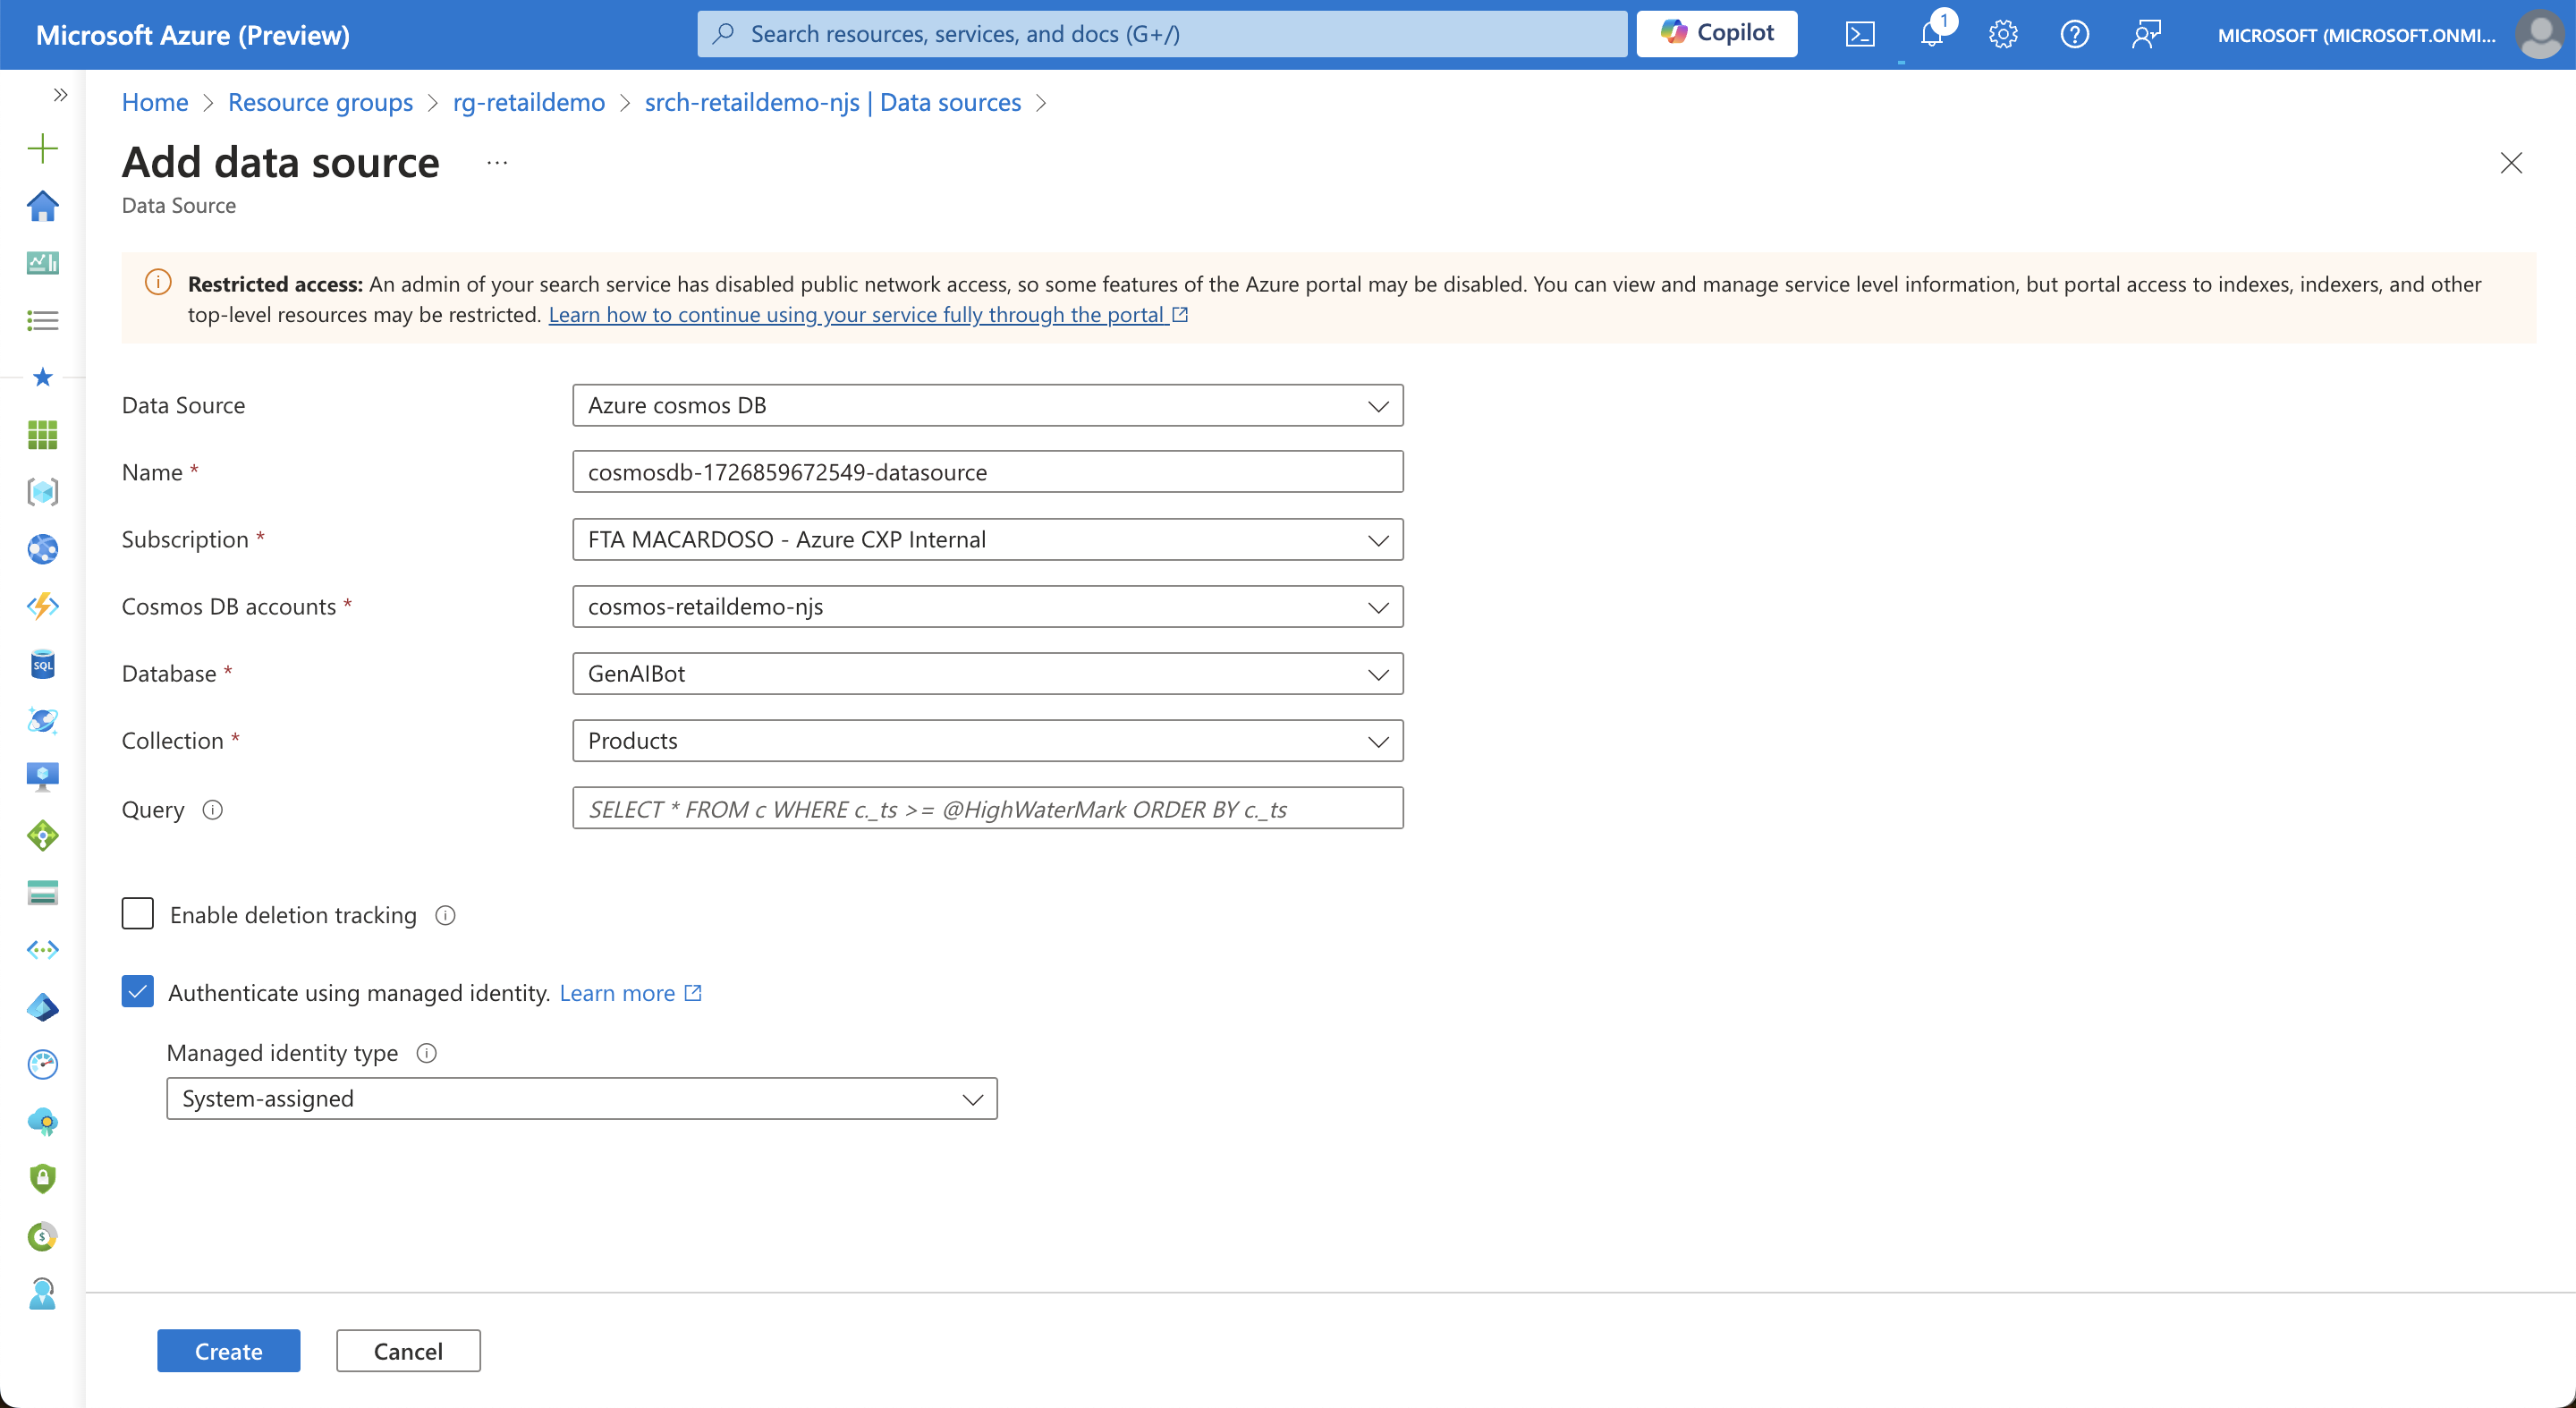 Microsoft Azure (Preview)
Search resources, services, and docs (G+/)
Copilot
1
MICROSOFT (MICROSOFT.ONMI...
Home > Resource groups > rg-retaildemo > srch-retaildemo-njs | Data sources >
Add data source ...
Data Source
Restricted access: An admin of your search service has disabled public network access, so some features of the Azure portal may be disabled. You can view and manage service level information, but portal access to indexes, indexers, and other
top-level resources may be restricted. Learn how to continue using your service fully through the portal
Data Source
Azure cosmos DB
Name *
cosmosdb-1726859672549-datasource
Subscription *
FTA MACARDOSO - Azure CXP Internal
Cosmos DB accounts *
cosmos-retaildemo-njs
Database *
GenAIBot
Collection *
Products
Query
SELECT * FROM c WHERE c._ts >= @HighWaterMark ORDER BY c._ts
Enable deletion tracking
Authenticate using managed identity. Learn more
Managed identity type
System-assigned
SQL
Create
Cancel